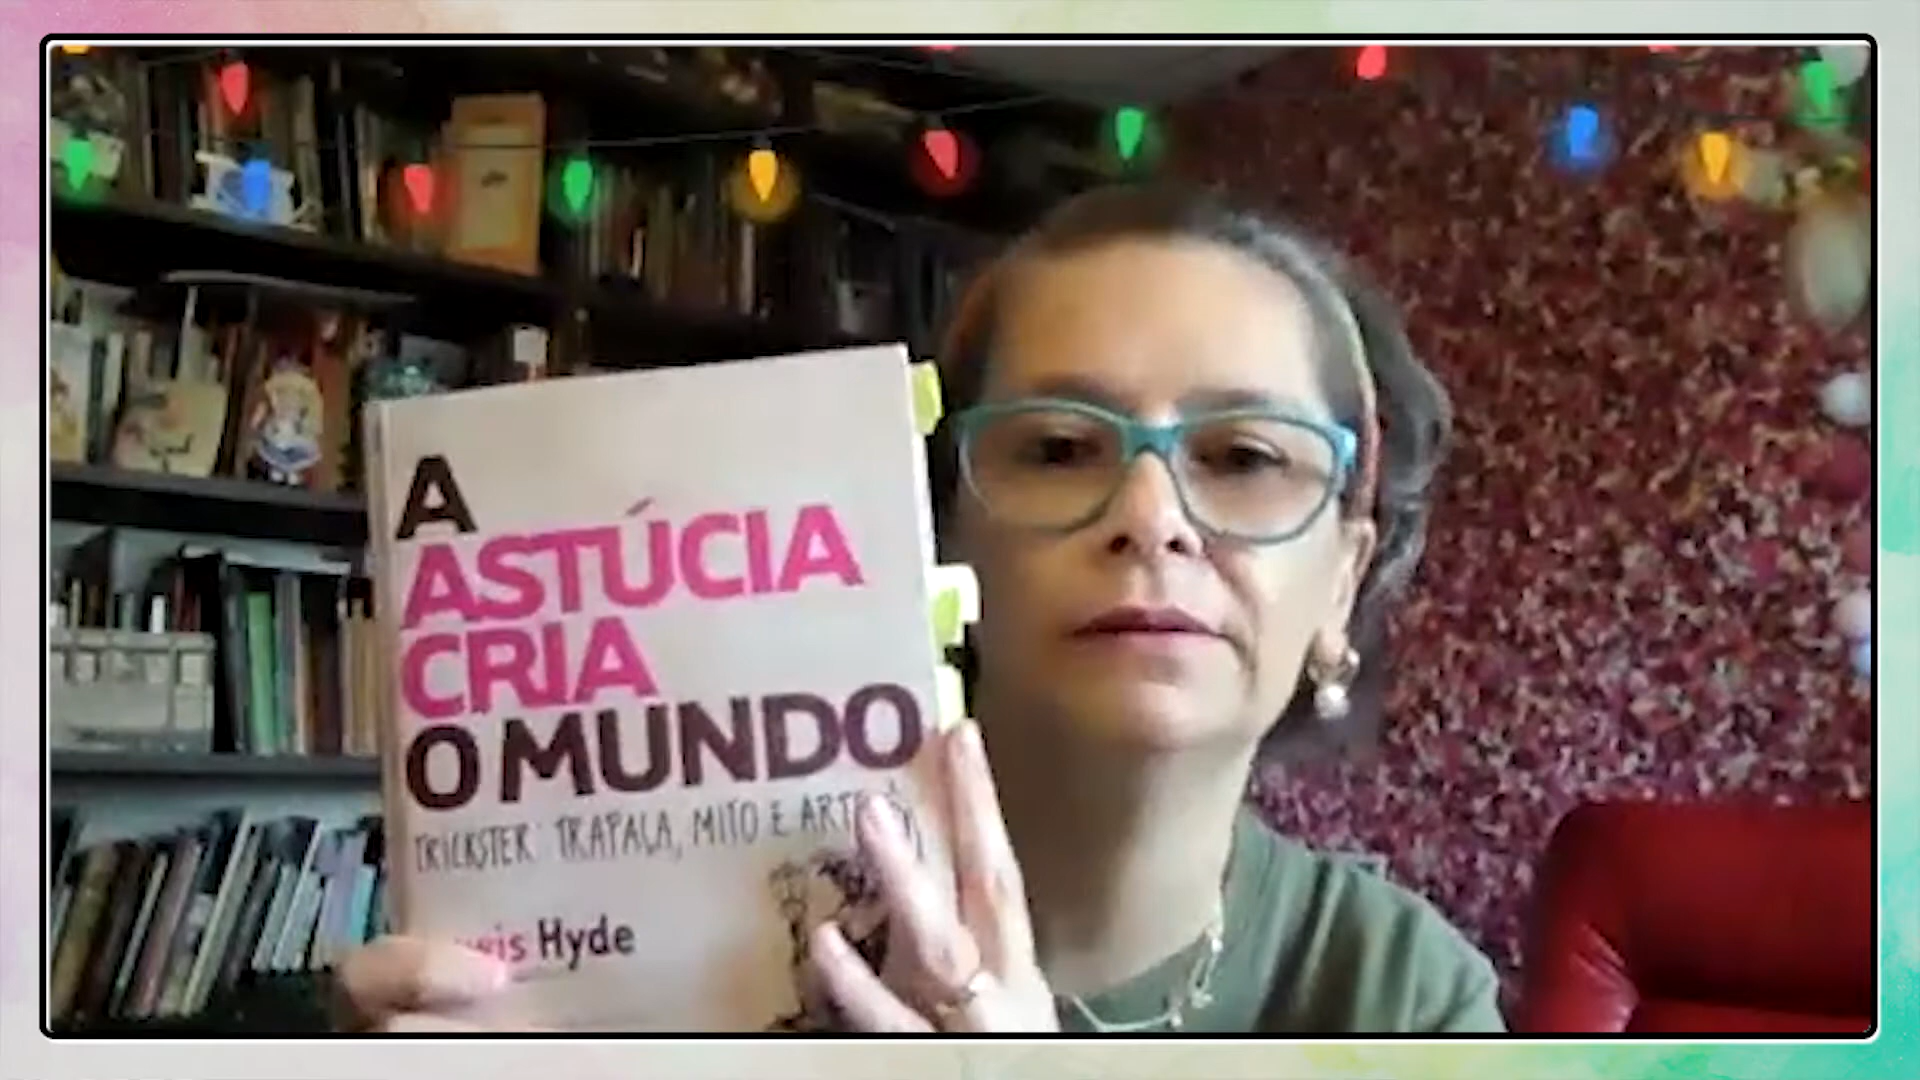 A
ASTÚCIA
CRIA
O MUNDO
TRICKSTER: TRAPAÇA, MITO E ARTE
Hyde